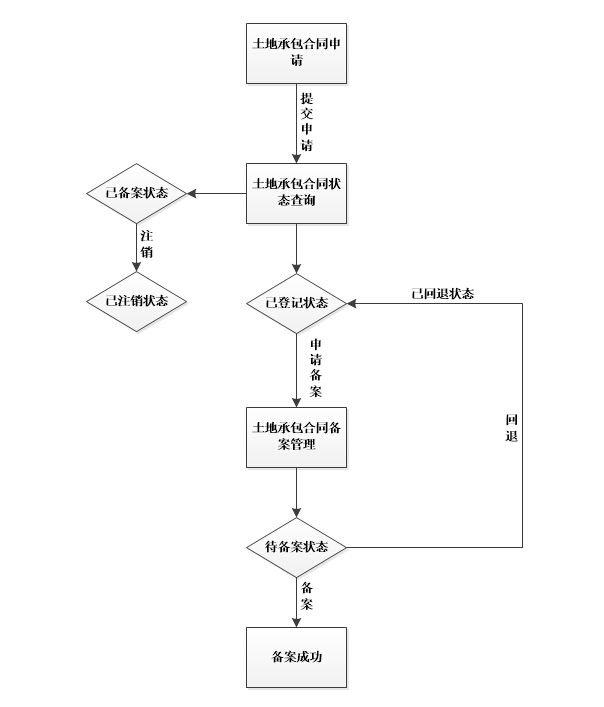 土地承包合同申
请
提
交
申
请
土地承包合同状
态查询
已备案状态
注
销
已注销状态
已登记状态
已回退状态
申
请
备
案
土地承包合同备
案管理
回
退
待备案状态
备
案
备案成功